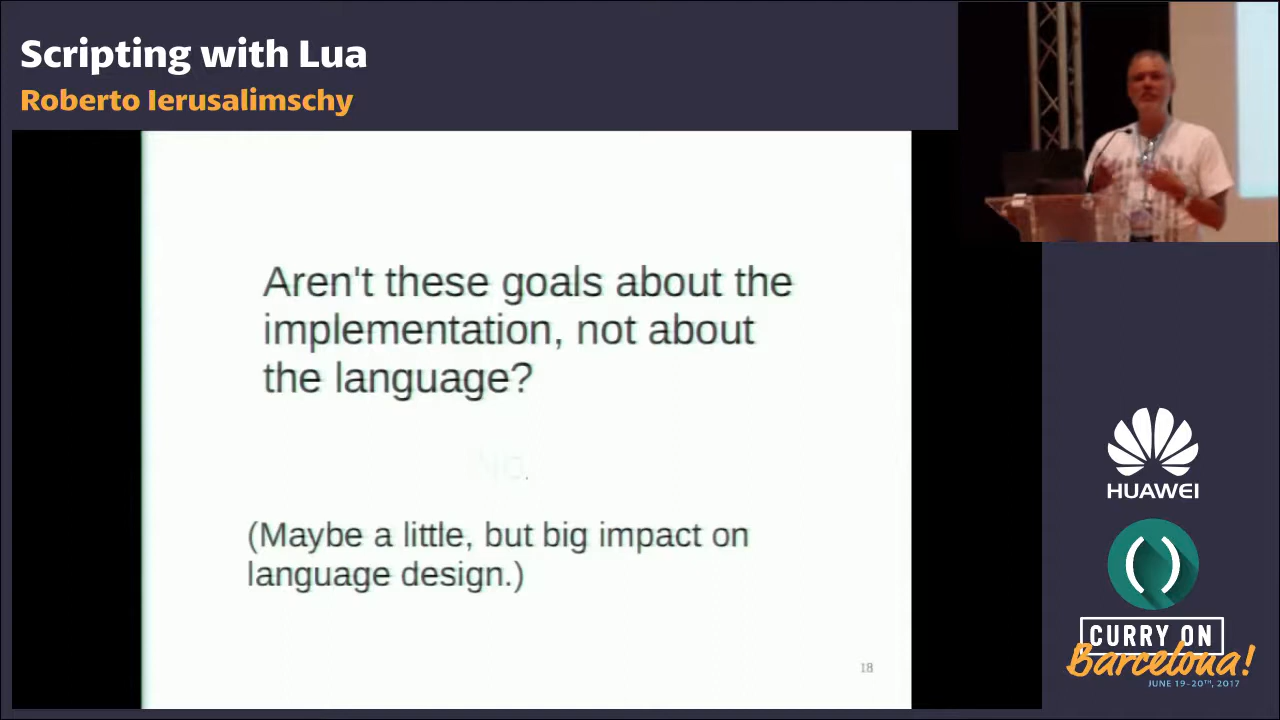 Scripting with Lua
Roberto Ierusalimschy
Aren't these goals about the
implementation, not about
the language?
NO.
(Maybe a little, but big impact on
language design.)
18
HUAWEI
CURRY ON
Barcelona!
JUNE 19-20TH, 2017